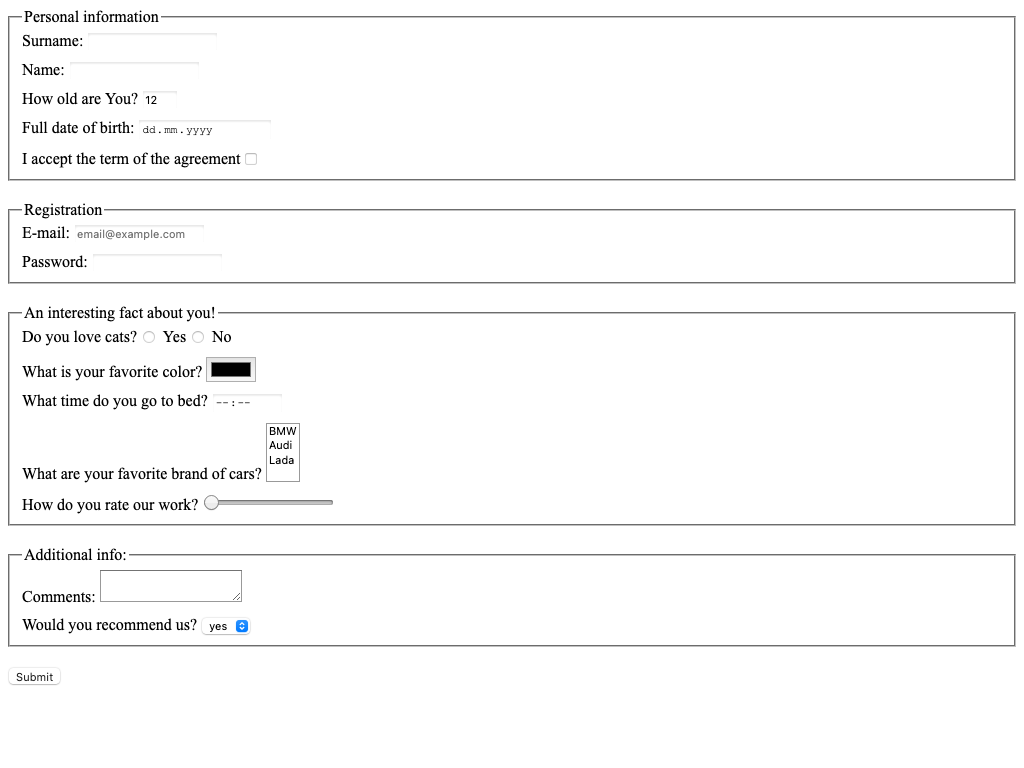 Personal information
Surname:
Name:
How old are You? 12
Full date of birth: dd.mm.yyyy
I accept the term of the agreement
Registration
E-mail: email@example.com
Password:
An interesting fact about you!
Do you love cats? Yes No
What is your favorite color?
What time do you go to bed? --:--
BMW
Audi
Lada
What are your favorite brand of cars?
How do you rate our work?
Additional info:
Comments:
Would you recommend us? yes
Submit